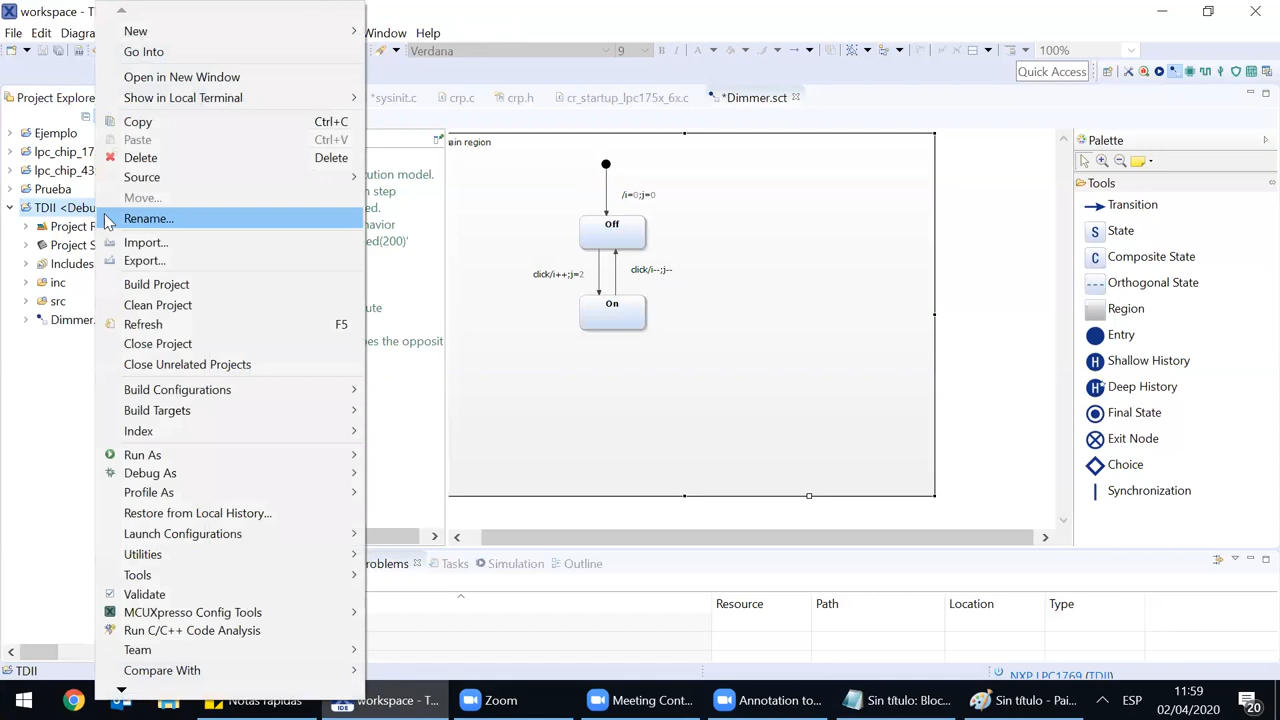 workspace - T
File Edit Diagra
Window Help
Verdana 9 100%
Quick Access
Project Explore
*sysinit.c crp.c crp.h cr_startup_lpc175x_6x.c *Dimmer.sct
Ejemplo
lpc_chip_17
lpc_chip_43
Prueba
TDII <Debu
Project R
Project S
Includes
inc
src
Dimmer.
New
Go Into
Open in New Window
Show in Local Terminal
Copy Ctrl+C
Paste Ctrl+V
Delete Delete
Source
Move...
Rename...
Import...
Export...
Build Project
Clean Project
Refresh F5
Close Project
Close Unrelated Projects
Build Configurations
Build Targets
Index
Run As
Debug As
Profile As
Restore from Local History...
Launch Configurations
Utilities
Tools
Validate
MCUXpresso Config Tools
Run C/C++ Code Analysis
Team
Compare With
ution model.
n step
ed.
havior
ed(200)'
ute
es the opposit
ain region
/i=0;j=0
Off
click/i++;j=2 click/i--;j--
On
Palette
Tools
Transition
State
Composite State
Orthogonal State
Region
Entry
Shallow History
Deep History
Final State
Exit Node
Choice
Synchronization
roblems Tasks Simulation Outline
Resource Path Location Type
TDII
NXP LPC1769 (TDII)
Notas rápidas workspace - T... Zoom Meeting Cont... Annotation to... Sin título: Bloc... Sin título - Pai... ESP
11:59
02/04/2020
20